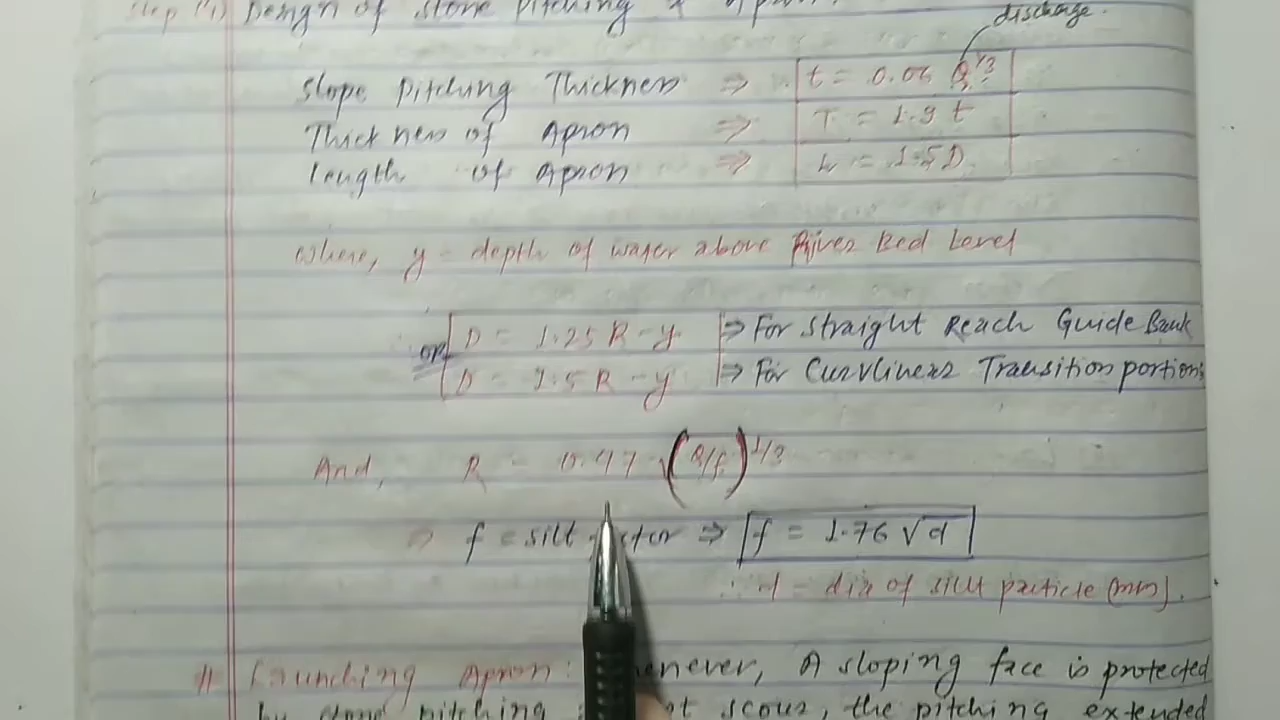 Step (1) Design of stone pitching & Apron.
discharge.
Slope Pitching Thickness ⇒ t = 0.06 Q^1/3
Thickness of Apron ⇒ T = 1.9 t
Length of Apron ⇒ L = 1.5D
Where, y - depth of water above River Bed Level
D = 1.25 R - y ⇒ For Straight Reach Guide Bank
OR D = 1.5 R - y ⇒ For Curvlinear Transition portions
And, R = 0.47 (Q/f)^1/3
⇒ f = silt factor ⇒ f = 1.76 √d
∴ d = dia of silt particle (mm).
# Launching Apron: Whenever, A sloping face is protected
by stone pitching scour, the pitching extended